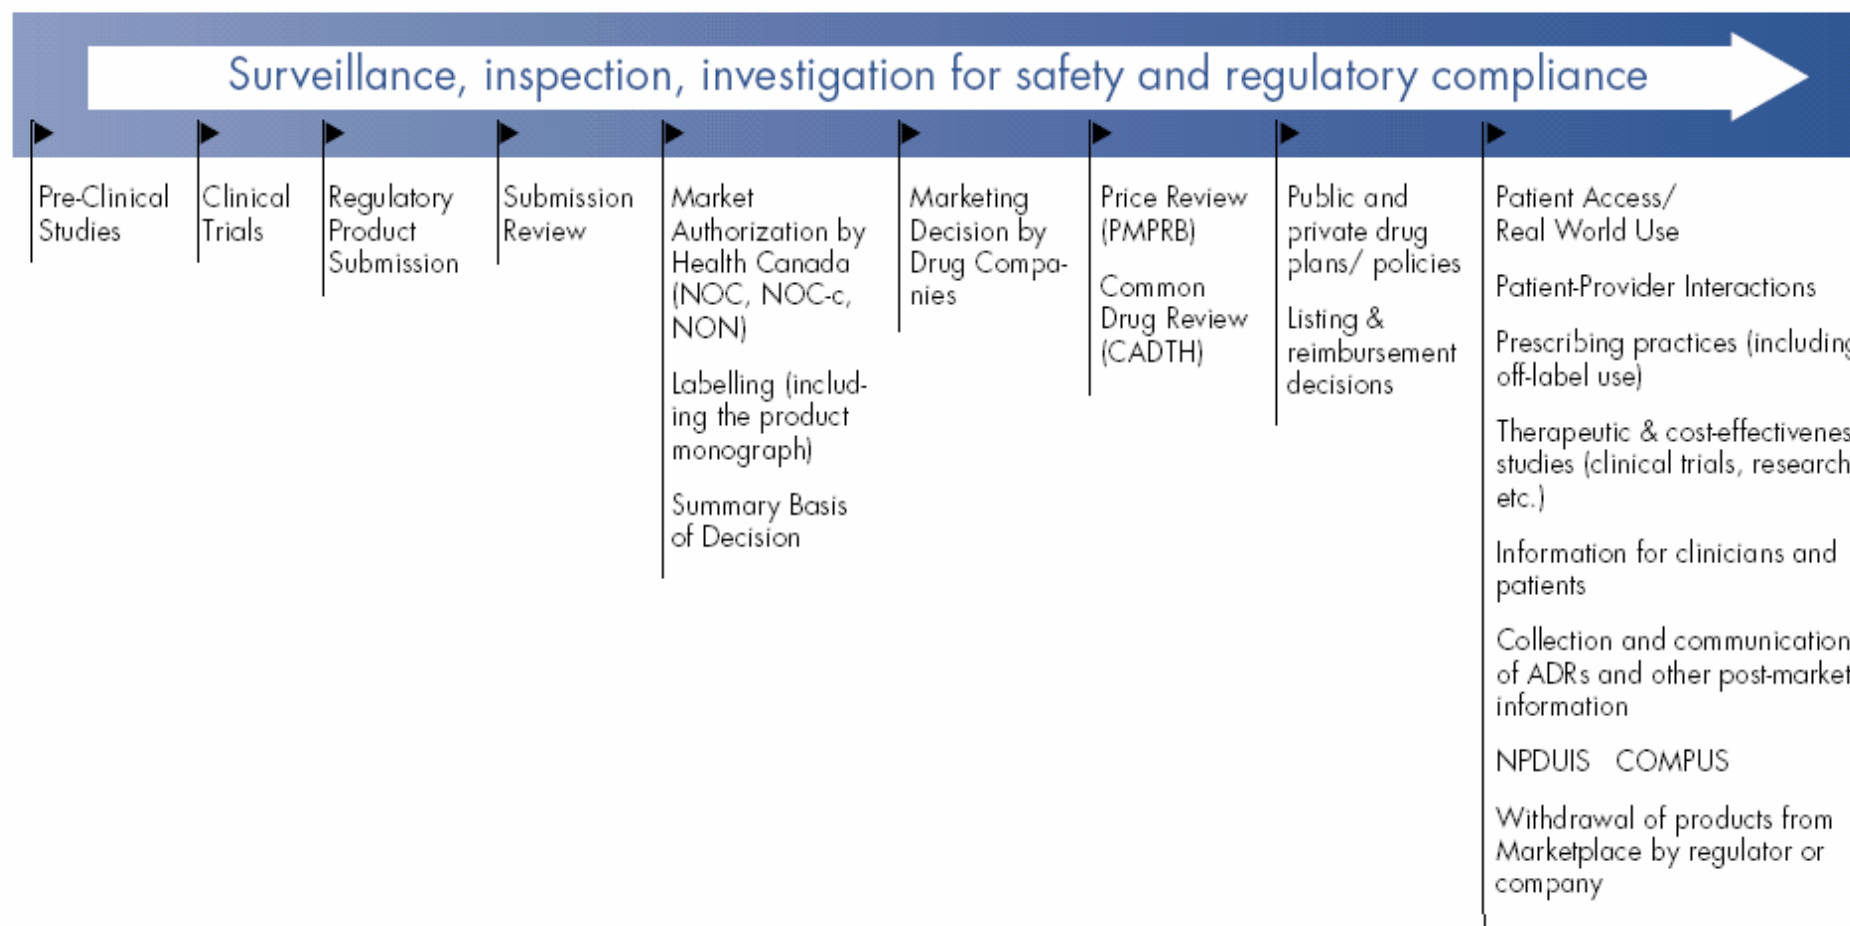 Surveillance, inspection, investigation for safety and regulatory compliance
Pre-Clinical
Studies
Clinical
Trials
Regulatory
Product
Submission
Submission
Review
Market
Authorization by
Health Canada
(NOC, NOC-c,
NON)
Labelling (includ-
ing the product
monograph)
Summary Basis
of Decision
Marketing
Decision by
Drug Compa-
nies
Price Review
(PMPRB)
Common
Drug Review
(CADTH)
Public and
private drug
plans/ policies
Listing &
reimbursement
decisions
Patient Access/
Real World Use
Patient-Provider Interactions
Prescribing practices (including
off-label use)
Therapeutic & cost-effectivenes
studies (clinical trials, research
etc.)
Information for clinicians and
patients
Collection and communication
of ADRs and other post-market
information
NPDUIS COMPUS
Withdrawal of products from
Marketplace by regulator or
company